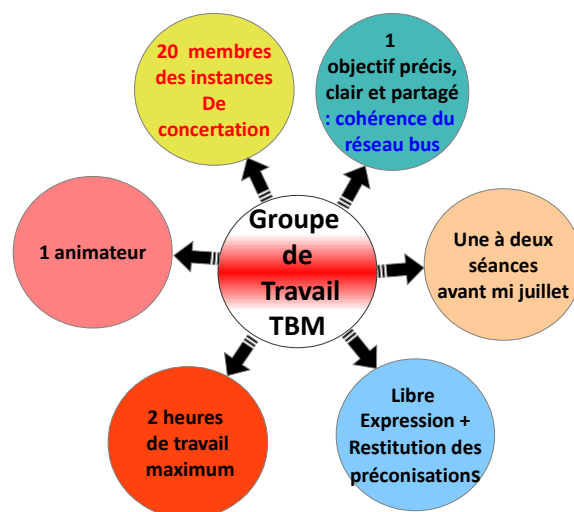 20 membres
des instances
De
concertation
1
objectif précis,
clair et partagé
: cohérence du
réseau bus
1 animateur
Groupe
de
Travail
TBM
Une à deux
séances
avant mi juillet
2 heures
de travail
maximum
Libre
Expression +
Restitution des
préconisations